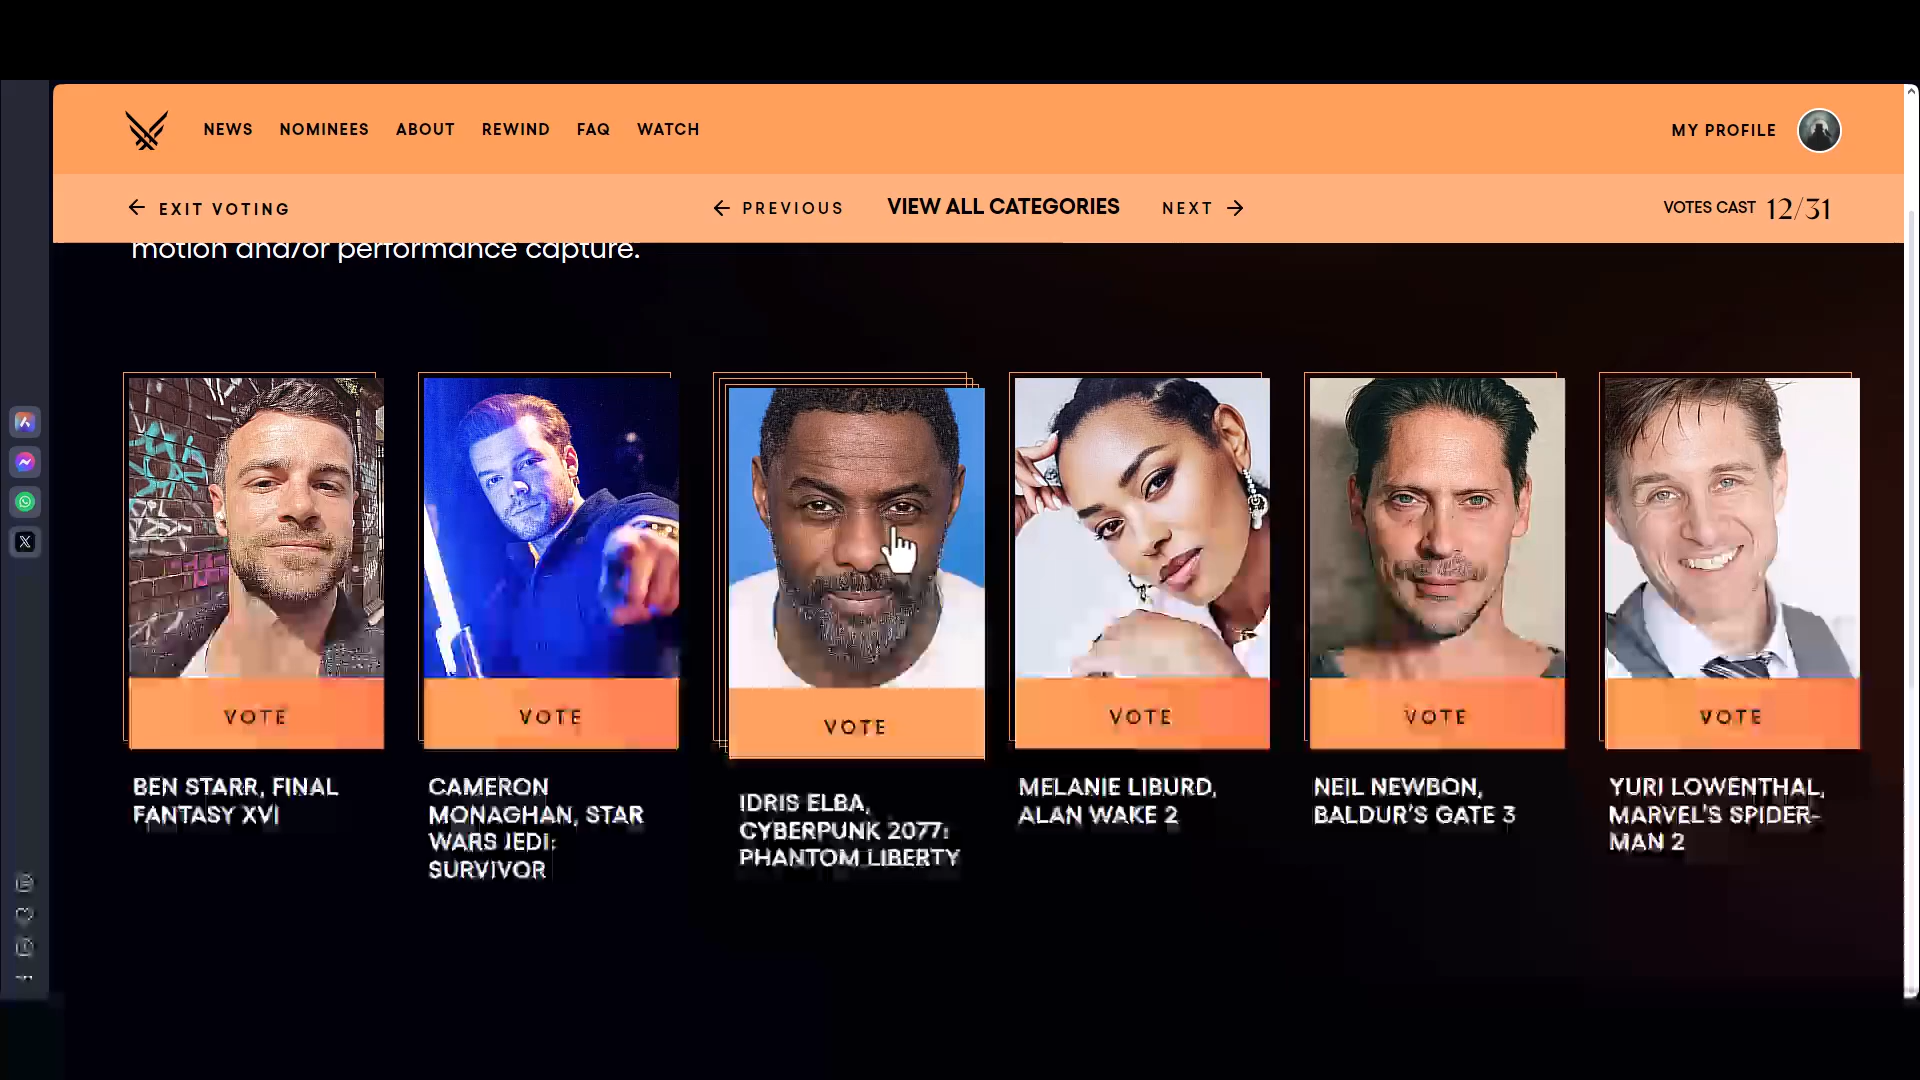 NEWS NOMINEES ABOUT REWIND FAQ WATCH MY PROFILE
EXIT VOTING PREVIOUS VIEW ALL CATEGORIES NEXT VOTES CAST 12/31
motion and/or performance capture.
VOTE
BEN STARR, FINAL
FANTASY XVI
VOTE
CAMERON
MONAGHAN, STAR
WARS JEDI:
SURVIVOR
VOTE
IDRIS ELBA,
CYBERPUNK 2077:
PHANTOM LIBERTY
VOTE
MELANIE LIBURD,
ALAN WAKE 2
VOTE
NEIL NEWBON,
BALDUR'S GATE 3
VOTE
YURI LOWENTHAL,
MARVEL'S SPIDER-
MAN 2